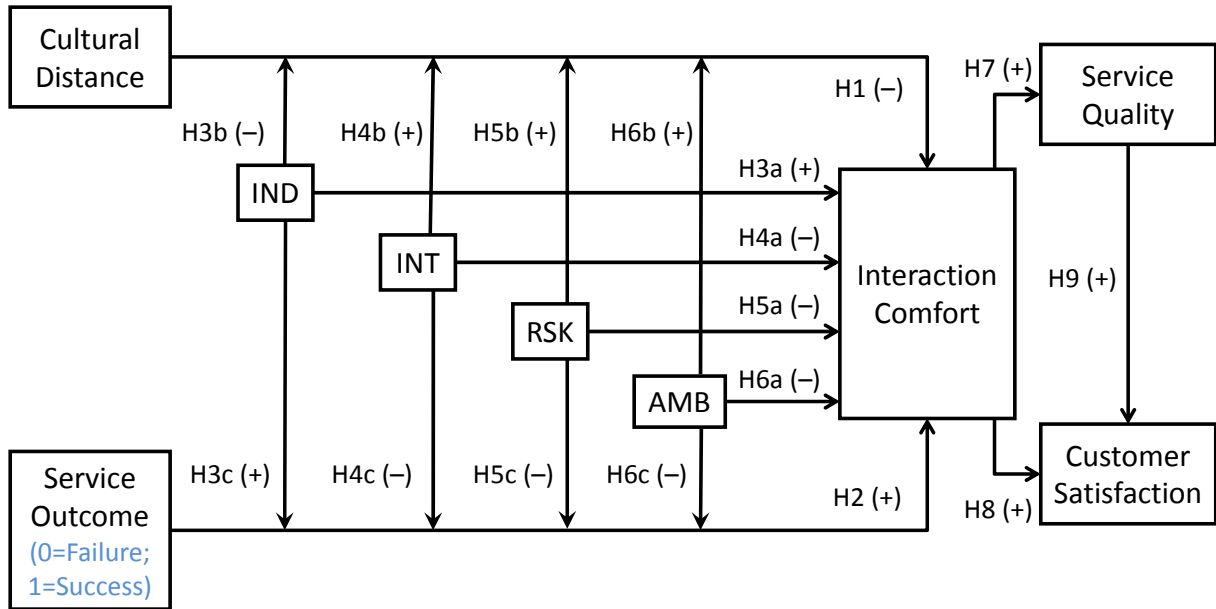 Cultural
Distance
H7 (+)
Service
Quality
H1 (–)
H3b (–)
H4b (+)
H5b (+)
H6b (+)
IND
H3a (+)
INT
H4a (–)
Interaction
Comfort
H9 (+)
RSK
H5a (–)
AMB
H6a (–)
Service
Outcome
(0=Failure;
1=Success)
H3c (+)
H4c (–)
H5c (–)
H6c (–)
H2 (+)
H8 (+)
Customer
Satisfaction